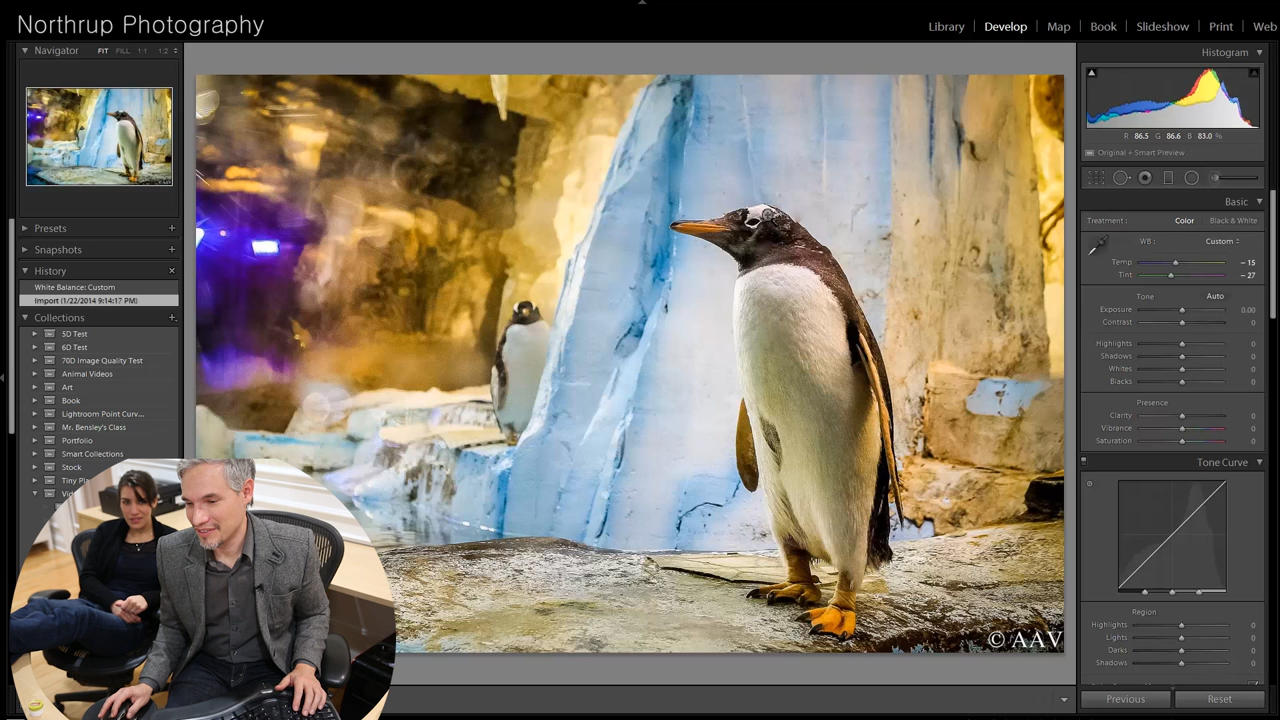 Northrup Photography
Library | Develop | Map | Book | Slideshow | Print | Web
Navigator FIT FILL 1:1 1:2
Presets
Snapshots
History
White Balance: Custom
Import (1/22/2014 9:14:17 PM)
Collections
5D Test
6D Test
70D Image Quality Test
Animal Videos
Art
Book
Lightroom Point Curv...
Mr. Bensley's Class
Portfolio
Smart Collections
Stock
Tiny Pla
Vid
© AAV
Histogram
R 86.5 G 86.6 B 83.0 %
Original + Smart Preview
Basic
Treatment : Color Black & White
WB : Custom
Temp – 15
Tint – 27
Tone Auto
Exposure 0.00
Contrast 0
Highlights 0
Shadows 0
Whites 0
Blacks 0
Presence
Clarity 0
Vibrance 0
Saturation 0
Tone Curve
Region
Highlights 0
Lights 0
Darks 0
Shadows 0
Previous Reset